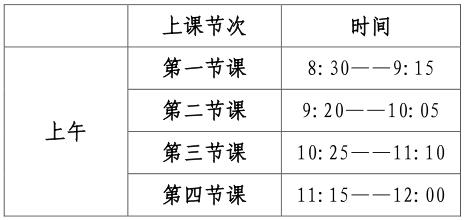 上课节次 时间
第一节课 8:30——9:15
第二节课 9:20——10:05
上午
第三节课 10:25——11:10
第四节课 11:15——12:00